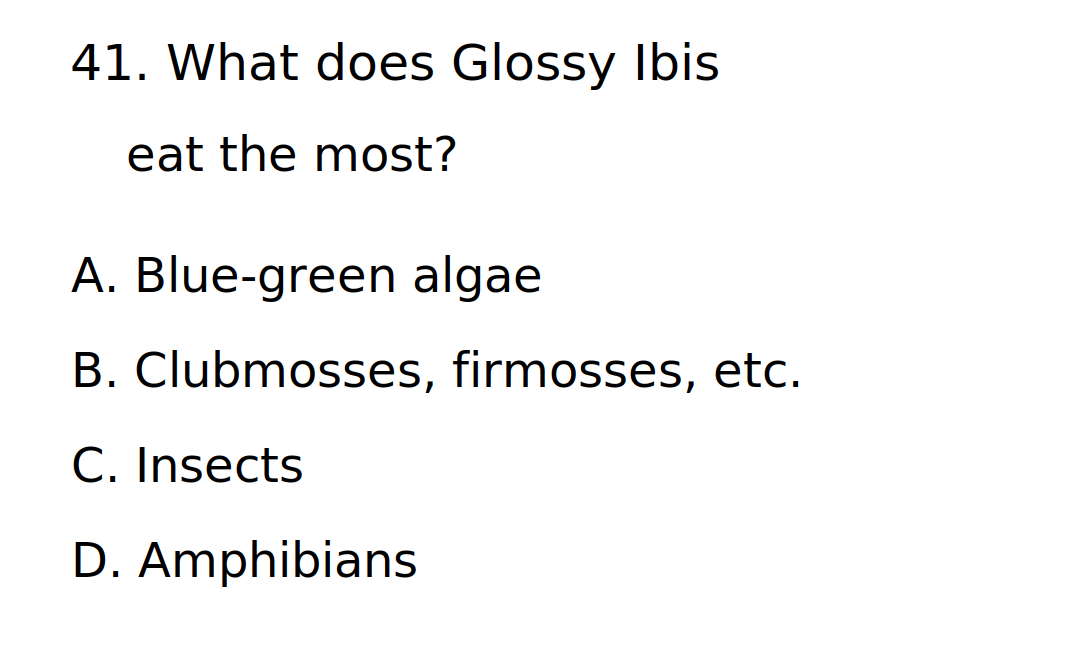 41. What does Glossy Ibis
eat the most?
A. Blue-green algae
B. Clubmosses, firmosses, etc.
C. Insects
D. Amphibians